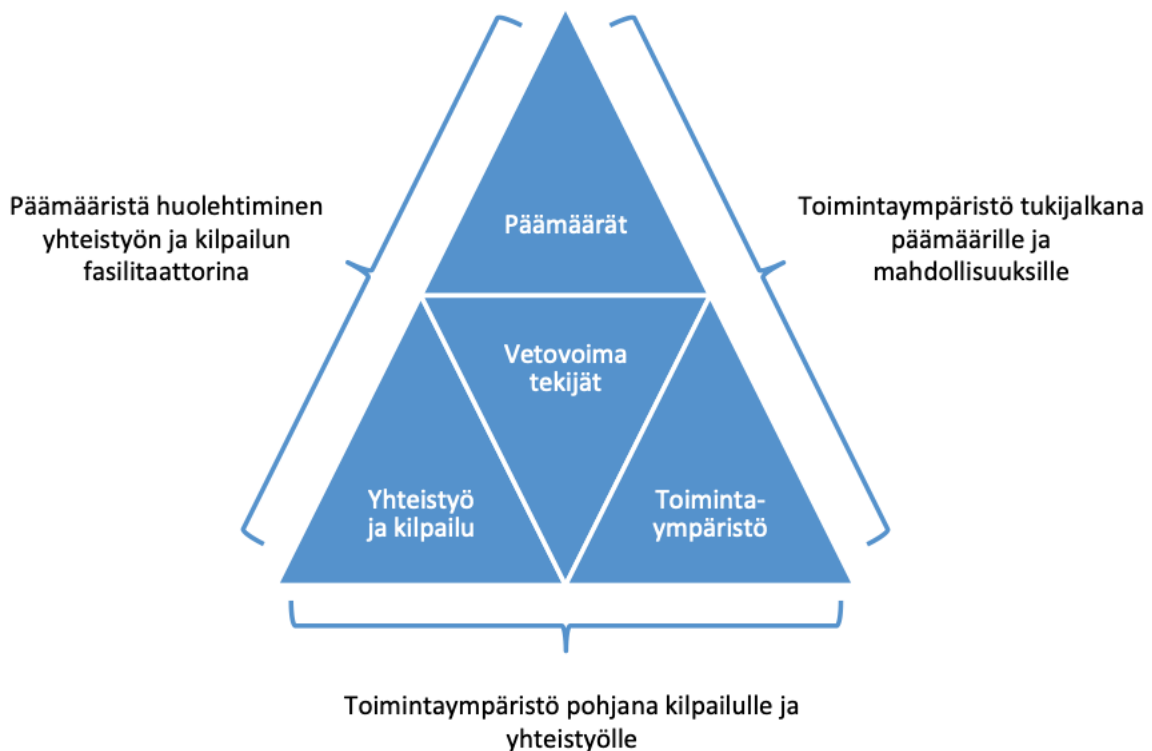 Päämäärät
Päämääristä huolehtiminen
yhteistyön ja kilpailun
fasilitaattorina
Toimintaympäristö tukijalkana
päämäärille ja
mahdollisuuksille
Vetovoima
tekijät
Yhteistyö
ja kilpailu
Toiminta-
ympäristö
Toimintaympäristö pohjana kilpailulle ja
yhteistyölle